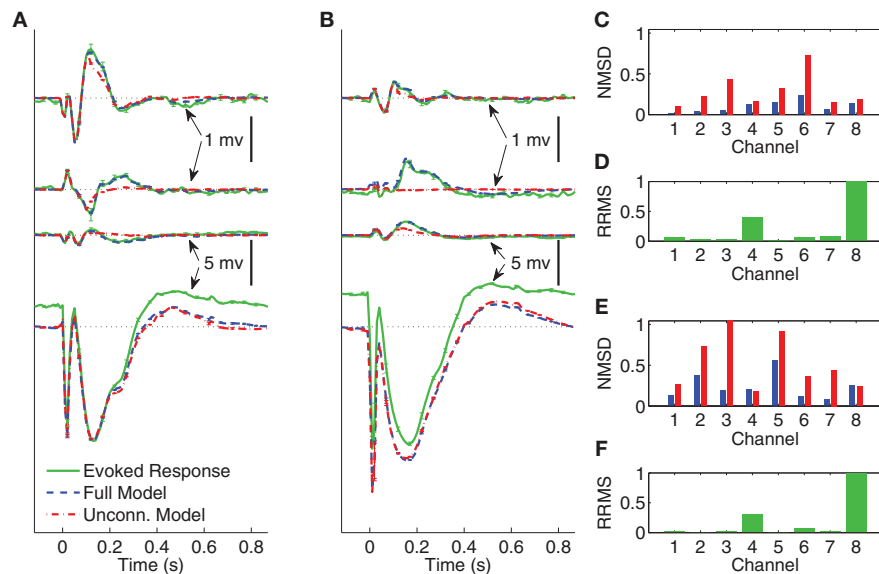 A
1 mv
5 mv
Evoked Response
Full Model
Unconn. Model
0 0.2 0.4 0.6 0.8
Time (s)
B
1 mv
5 mv
0 0.2 0.4 0.6 0.8
Time (s)
C
NMSD
1
0.5
0
1 2 3 4 5 6 7 8
Channel
D
RRMS
1
0.5
0
1 2 3 4 5 6 7 8
Channel
E
NMSD
1
0.5
0
1 2 3 4 5 6 7 8
Channel
F
RRMS
1
0.5
0
1 2 3 4 5 6 7 8
Channel